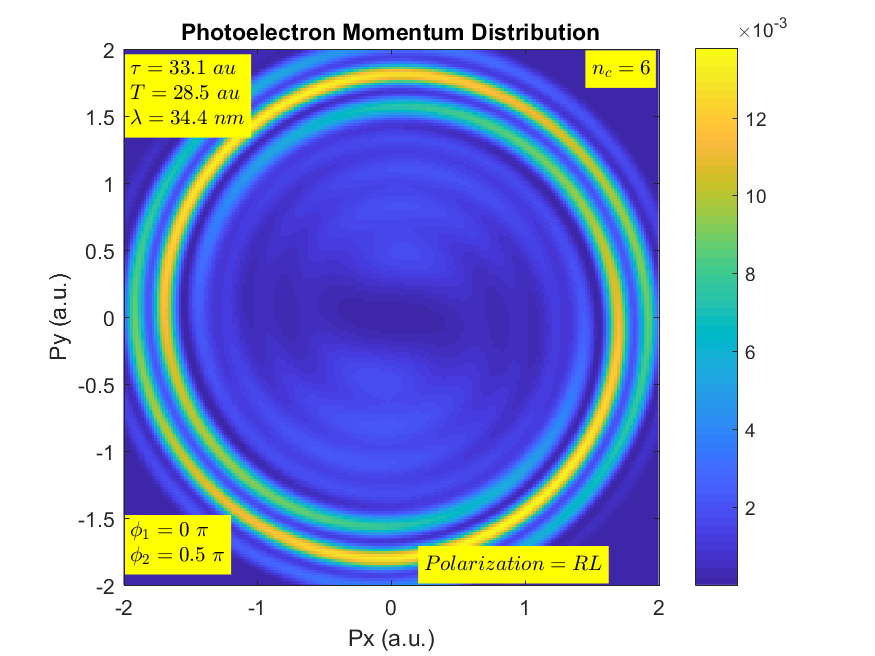 Photoelectron Momentum Distribution
×10⁻³
τ = 33.1 au
T = 28.5 au
λ = 34.4 nm
n_c = 6
2
1.5
1
0.5
0
-0.5
-1
-1.5
-2
Py (a.u.)
12
10
8
6
4
2
ϕ₁ = 0 π
ϕ₂ = 0.5 π
Polarization = RL
-2
-1
0
1
2
Px (a.u.)